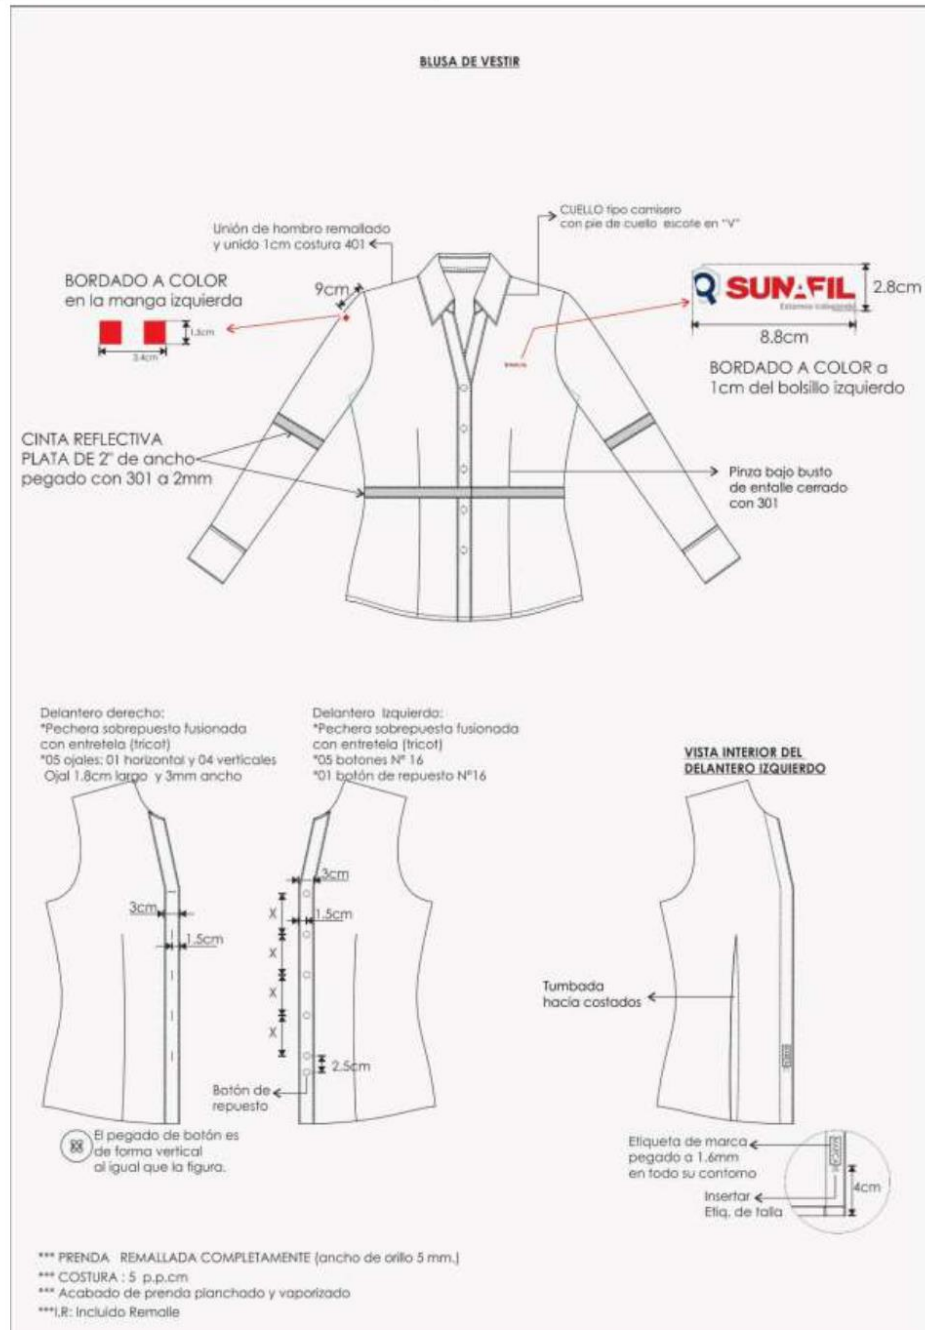 BLUSA DE VESTIR
Unión de hombro remallado
y unido 1cm costura 401
CUELLO tipo camisero
con pie de cuello escote en "V"
BORDADO A COLOR
en la manga izquierda
9cm
1.5cm
3.4cm
SUNAFIL
2.8cm
8.8cm
BORDADO A COLOR a
1cm del bolsillo izquierdo
CINTA REFLECTIVA
PLATA DE 2" de ancho
pegado con 301 a 2mm
Pinza bajo busto
de entalle cerrado
con 301
Delantero derecho:
*Pechera sobrepuesta fusionada
con entretela (tricot)
*05 ojales: 01 horizontal y 04 verticales
Ojal 1.8cm largo y 3mm ancho
Delantero Izquierdo:
*Pechera sobrepuesta fusionada
con entretela (tricot)
*05 botones N° 16
*01 botón de repuesto N°16
VISTA INTERIOR DEL
DELANTERO IZQUIERDO
3cm
1.5cm
3cm
1.5cm
X
X
X
X
2.5cm
Botón de
repuesto
Tumbada
hacia costados
El pegado de botón es
de forma vertical
al igual que la figura.
Etiqueta de marca
pegado a 1.6mm
en todo su contorno
Insertar
Etiq. de talla
MARCA
4cm
*** PRENDA REMALLADA COMPLETAMENTE (ancho de orillo 5 mm.)
*** COSTURA : 5 p.p.cm
*** Acabado de prenda planchado y vaporizado
***I.R: Incluido Remalle